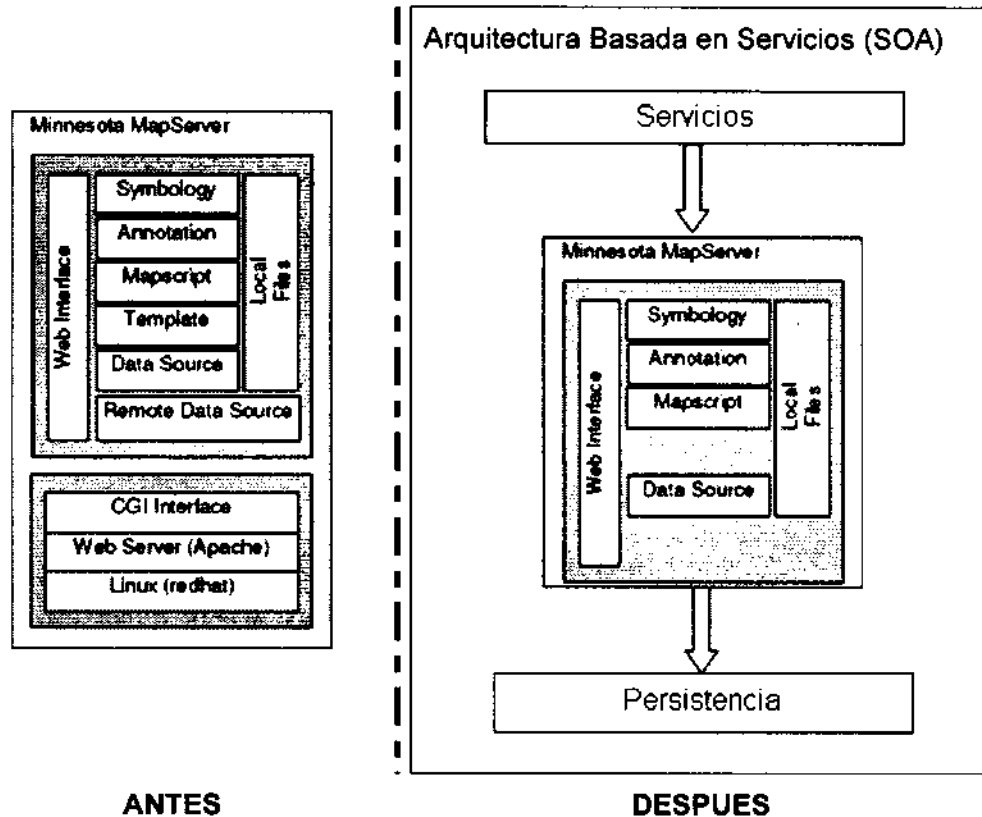 Minnesota MapServer
Web Interface
Symbology
Annotation
Mapscript
Template
Data Source
Local Files
Remote Data Source
CGI Interface
Web Server (Apache)
Linux (redhat)
ANTES
Arquitectura Basada en Servicios (SOA)
Servicios
Minnesota MapServer
Web Interface
Symbology
Annotation
Mapscript
Data Source
Local Files
Persistencia
DESPUES